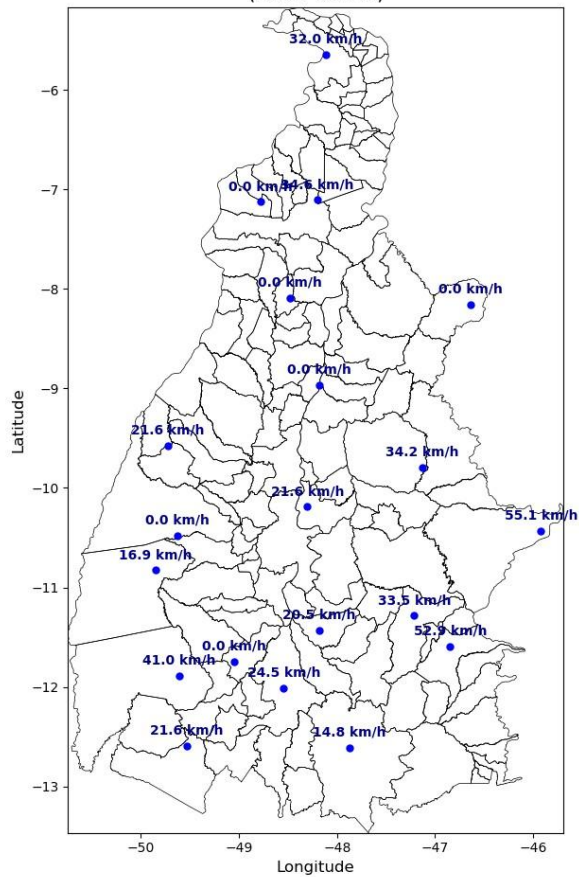 32.0 km/h
−6
0.0 km/h
34.6 km/h
−7
0.0 km/h
0.0 km/h
−8
0.0 km/h
−9
21.6 km/h
34.2 km/h
−10
21.6 km/h
0.0 km/h
55.1 km/h
16.9 km/h
−11
33.5 km/h
20.5 km/h
52.9 km/h
0.0 km/h
41.0 km/h
24.5 km/h
−12
21.6 km/h
14.8 km/h
−13
Latitude
−50 −49 −48 −47 −46
Longitude